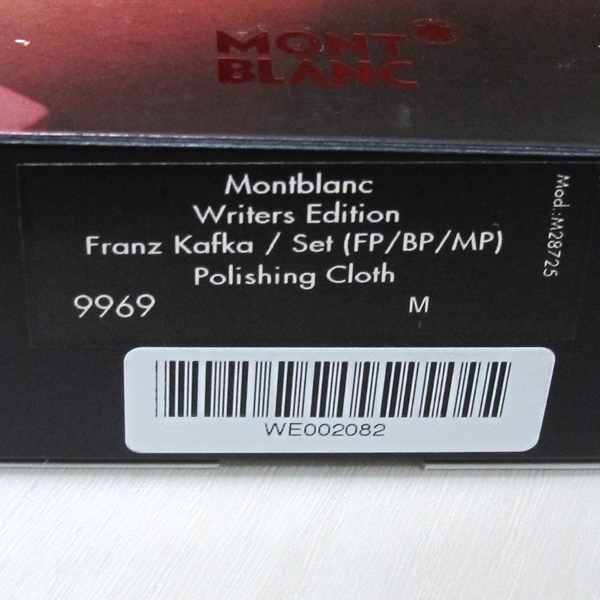 MONT
BLANC
Montblanc
Writers Edition
Franz Kafka / Set (FP/BP/MP)
Polishing Cloth
9969 M
Mod.:M28725
WE002082